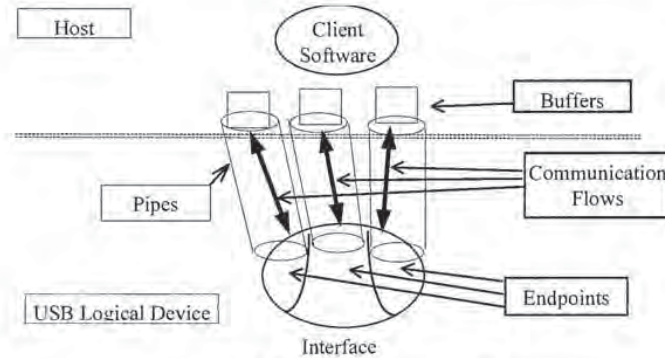 Host
Client
Software
Buffers
Communication
Flows
Pipes
Endpoints
USB Logical Device
Interface